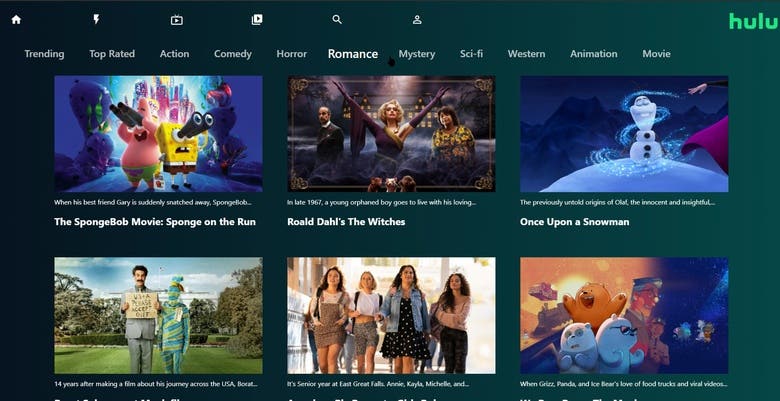 hulu
Trending Top Rated Action Comedy Horror Romance Mystery Sci-fi Western Animation Movie
When his best friend Gary is suddenly snatched away, SpongeBob...
The SpongeBob Movie: Sponge on the Run
In late 1967, a young orphaned boy goes to live with his loving...
Roald Dahl's The Witches
The previously untold origins of Olaf, the innocent and insightful,...
Once Upon a Snowman
14 years after making a film about his journey across the USA, Borat...
It's Senior year at East Great Falls. Annie, Kayla, Michelle, and...
When Grizz, Panda, and Ice Bear's love of food trucks and viral videos...